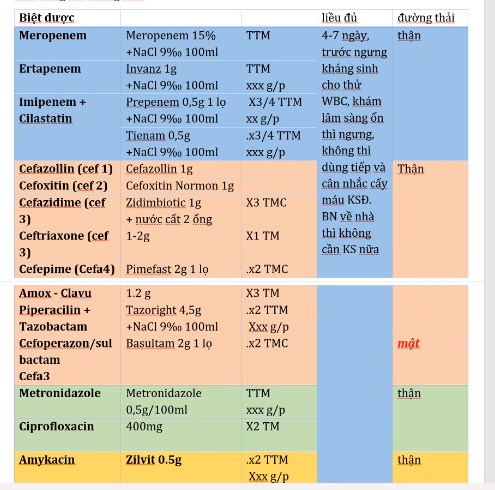 Biệt dược liều đủ đường thải
Meropenem Meropenem 15% TTM 4-7 ngày, thận
+NaCl 9‰ 100ml trước ngưng
Ertapenem Invanz 1g TTM kháng sinh
+NaCl 9‰ 100ml xxx g/p cho thử
Imipenem + Prepenem 0,5g 1 lọ X3/4 TTM WBC, khám
Cilastatin +NaCl 9‰ 100ml xx g/p lâm sàng ổn
Tienam 0,5g .x3/4 TTM thì ngưng,
+NaCl 9‰ 100ml xxx g/p không thì
Cefazollin (cef 1) Cefazollin 1g dùng tiếp và Thận
Cefoxitin (cef 2) Cefoxitin Normon 1g cân nhắc cấy
Cefazidime (cef Zidimbiotic 1g X3 TMC máu KSĐ.
3) + nước cất 2 ống BN về nhà
Ceftriaxone (cef 1-2g X1 TM thì không
3) cần KS nữa
Cefepime (Cefa4) Pimefast 2g 1 lọ .x2 TMC
Amox - Clavu 1.2 g X3 TM
Piperacilin + Tazoright 4,5g .x2 TTM
Tazobactam +NaCl 9‰ 100ml Xxx g/p
Cefoperazon/sul Basultam 2g 1 lọ .x2 TMC mật
bactam
Cefa3
Metronidazole Metronidazole TTM thận
0,5g/100ml xxx g/p
Ciprofloxacin 400mg X2 TM
Amykacin Zilvit 0.5g .x2 TTM thận
Xxx g/p